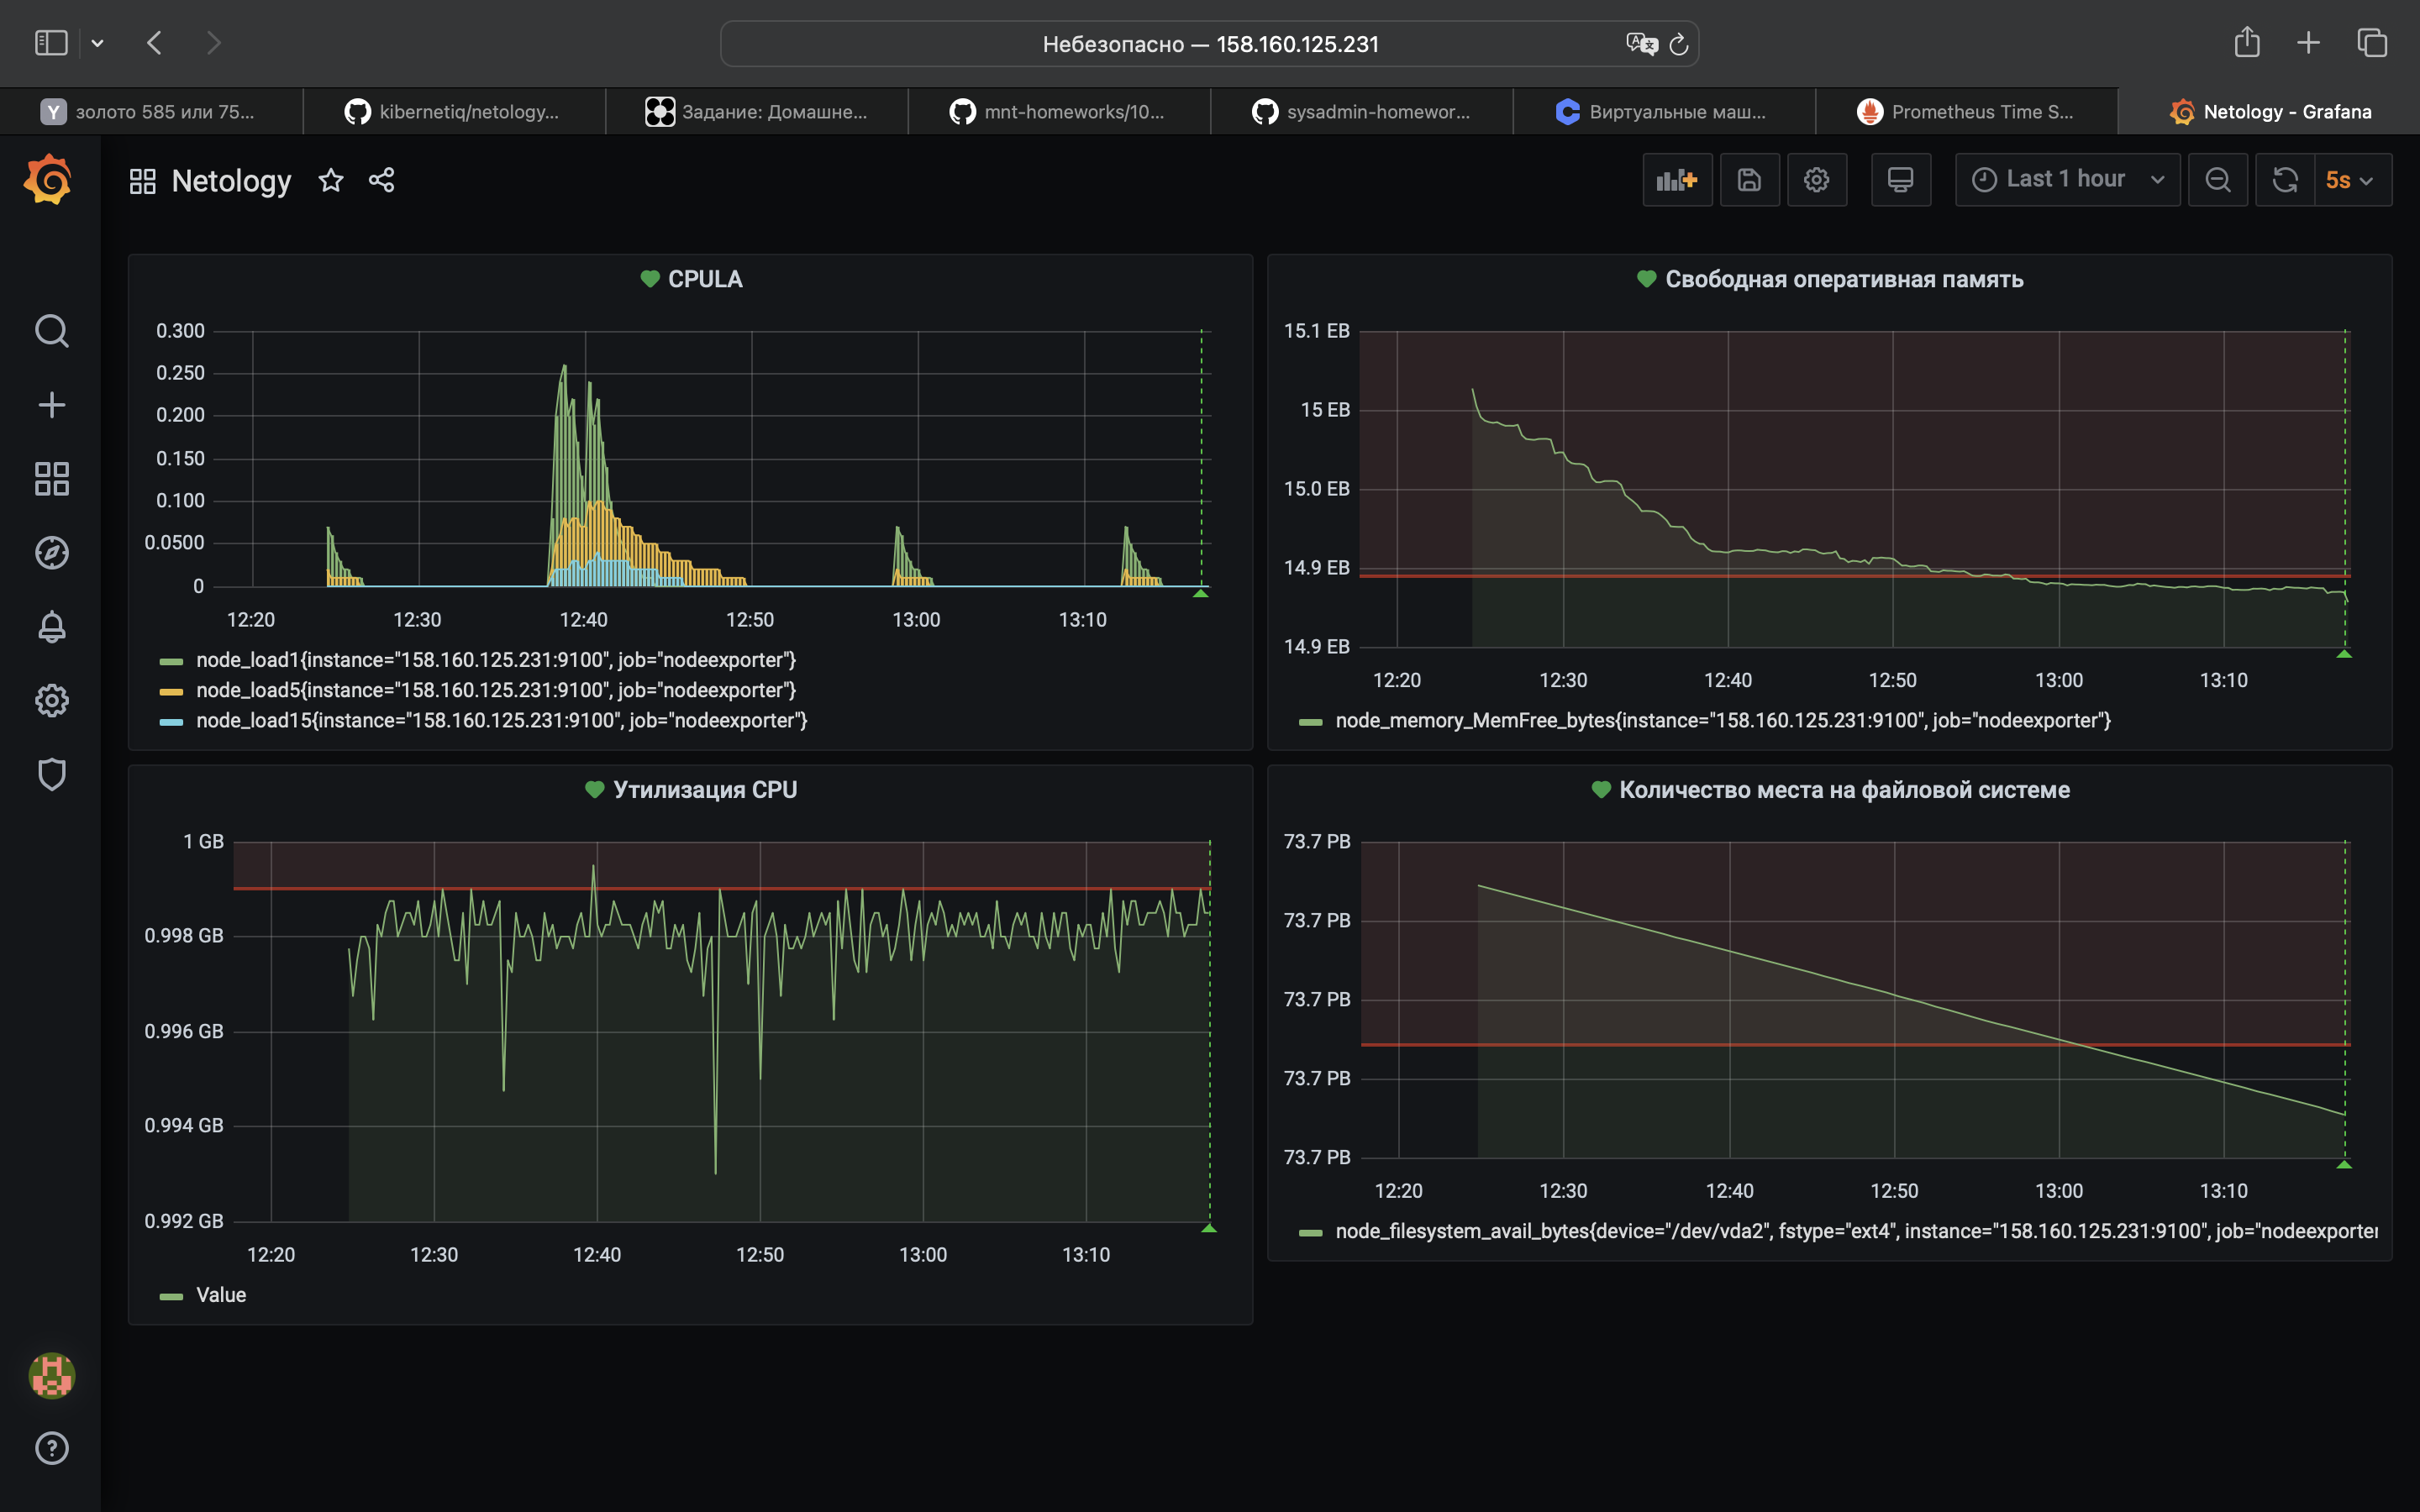 Небезопасно — 158.160.125.231
золото 585 или 75...
kibernetiq/netology...
Задание: Домашне...
mnt-homeworks/10...
sysadmin-homewor...
Виртуальные маш...
Prometheus Time S...
Netology - Grafana
Netology
Last 1 hour
5s
CPULA
0.300
0.250
0.200
0.150
0.100
0.0500
0
12:20 12:30 12:40 12:50 13:00 13:10
node_load1{instance="158.160.125.231:9100", job="nodeexporter"}
node_load5{instance="158.160.125.231:9100", job="nodeexporter"}
node_load15{instance="158.160.125.231:9100", job="nodeexporter"}
Свободная оперативная память
15.1 EB
15 EB
15.0 EB
14.9 EB
14.9 EB
12:20 12:30 12:40 12:50 13:00 13:10
node_memory_MemFree_bytes{instance="158.160.125.231:9100", job="nodeexporter"}
Утилизация CPU
1 GB
0.998 GB
0.996 GB
0.994 GB
0.992 GB
12:20 12:30 12:40 12:50 13:00 13:10
Value
Количество места на файловой системе
73.7 PB
73.7 PB
73.7 PB
73.7 PB
73.7 PB
12:20 12:30 12:40 12:50 13:00 13:10
node_filesystem_avail_bytes{device="/dev/vda2", fstype="ext4", instance="158.160.125.231:9100", job="nodeexporter